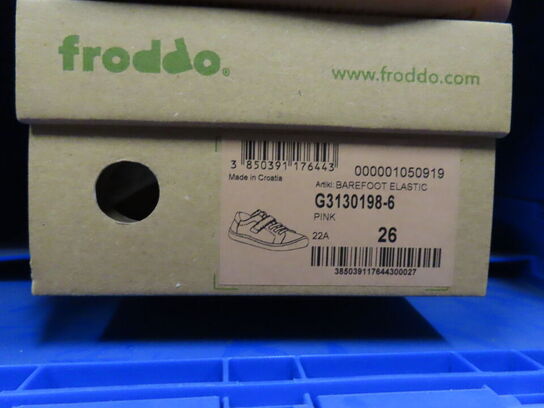 froddo®
www.froddo.com
3 850391 176443
000001050919
Made in Croatia
Artikl: BAREFOOT ELASTIC
G3130198-6
PINK
22A 26
38503911764430027